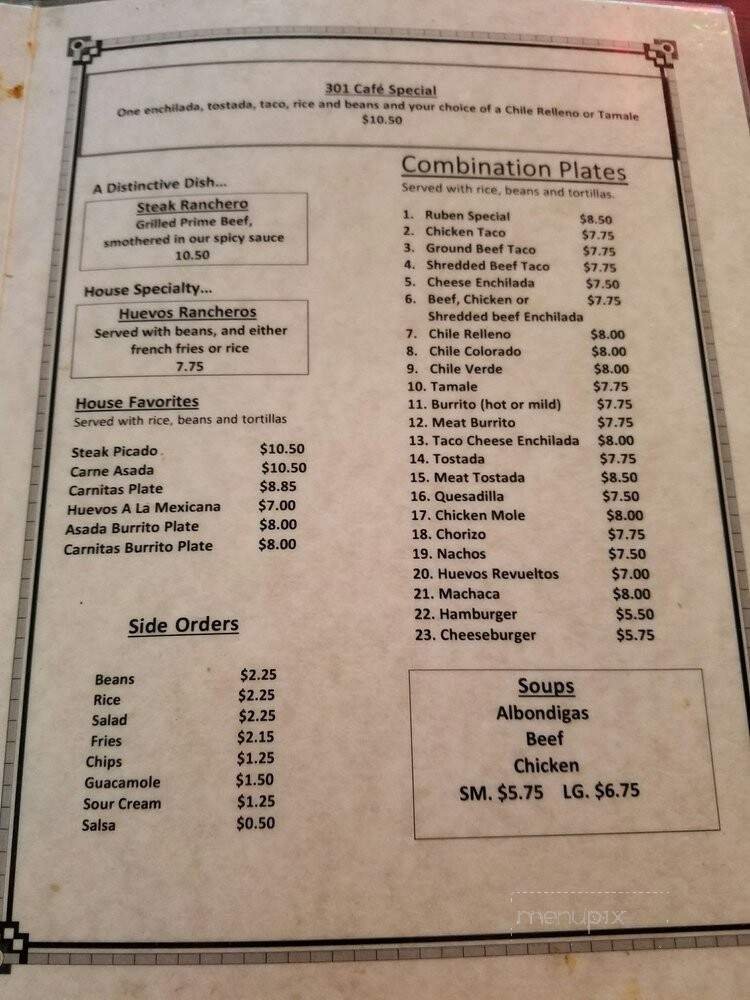 301 Café Special
One enchilada, tostada, taco, rice and beans and your choice of a Chile Relleno or Tamale
$10.50
A Distinctive Dish...
Steak Ranchero
Grilled Prime Beef,
smothered in our spicy sauce
10.50
House Specialty...
Huevos Rancheros
Served with beans, and either
french fries or rice
7.75
House Favorites
Served with rice, beans and tortillas
Steak Picado $10.50
Carne Asada $10.50
Carnitas Plate $8.85
Huevos A La Mexicana $7.00
Asada Burrito Plate $8.00
Carnitas Burrito Plate $8.00
Side Orders
Beans $2.25
Rice $2.25
Salad $2.25
Fries $2.15
Chips $1.25
Guacamole $1.50
Sour Cream $1.25
Salsa $0.50
Combination Plates
Served with rice, beans and tortillas.
1. Ruben Special $8.50
2. Chicken Taco $7.75
3. Ground Beef Taco $7.75
4. Shredded Beef Taco $7.75
5. Cheese Enchilada $7.50
6. Beef, Chicken or $7.75
Shredded beef Enchilada
7. Chile Relleno $8.00
8. Chile Colorado $8.00
9. Chile Verde $8.00
10. Tamale $7.75
11. Burrito (hot or mild) $7.75
12. Meat Burrito $7.75
13. Taco Cheese Enchilada $8.00
14. Tostada $7.75
15. Meat Tostada $8.50
16. Quesadilla $7.50
17. Chicken Mole $8.00
18. Chorizo $7.75
19. Nachos $7.50
20. Huevos Revueltos $7.00
21. Machaca $8.00
22. Hamburger $5.50
23. Cheeseburger $5.75
Soups
Albondigas
Beef
Chicken
SM. $5.75 LG. $6.75
menupix